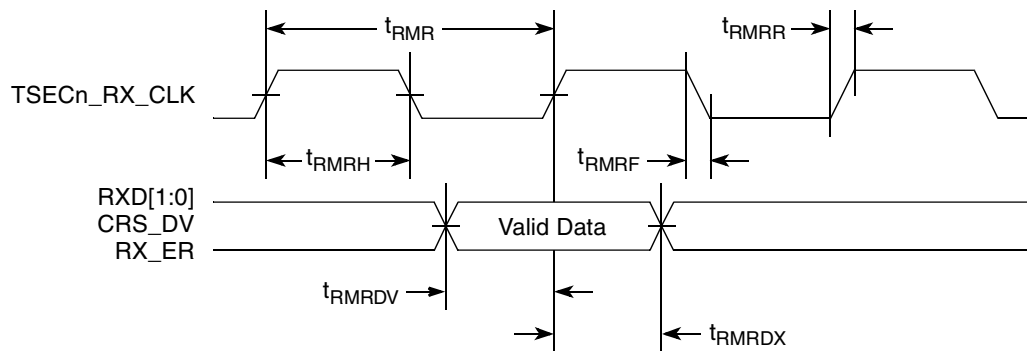 tRMR
tRMRR
TSECn_RX_CLK
tRMRH
tRMRF
RXD[1:0]
CRS_DV
RX_ER
Valid Data
tRMRDV
tRMRDX